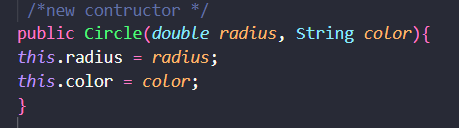 /*new contructor */
public Circle(double radius, String color){
this.radius = radius;
this.color = color;
}